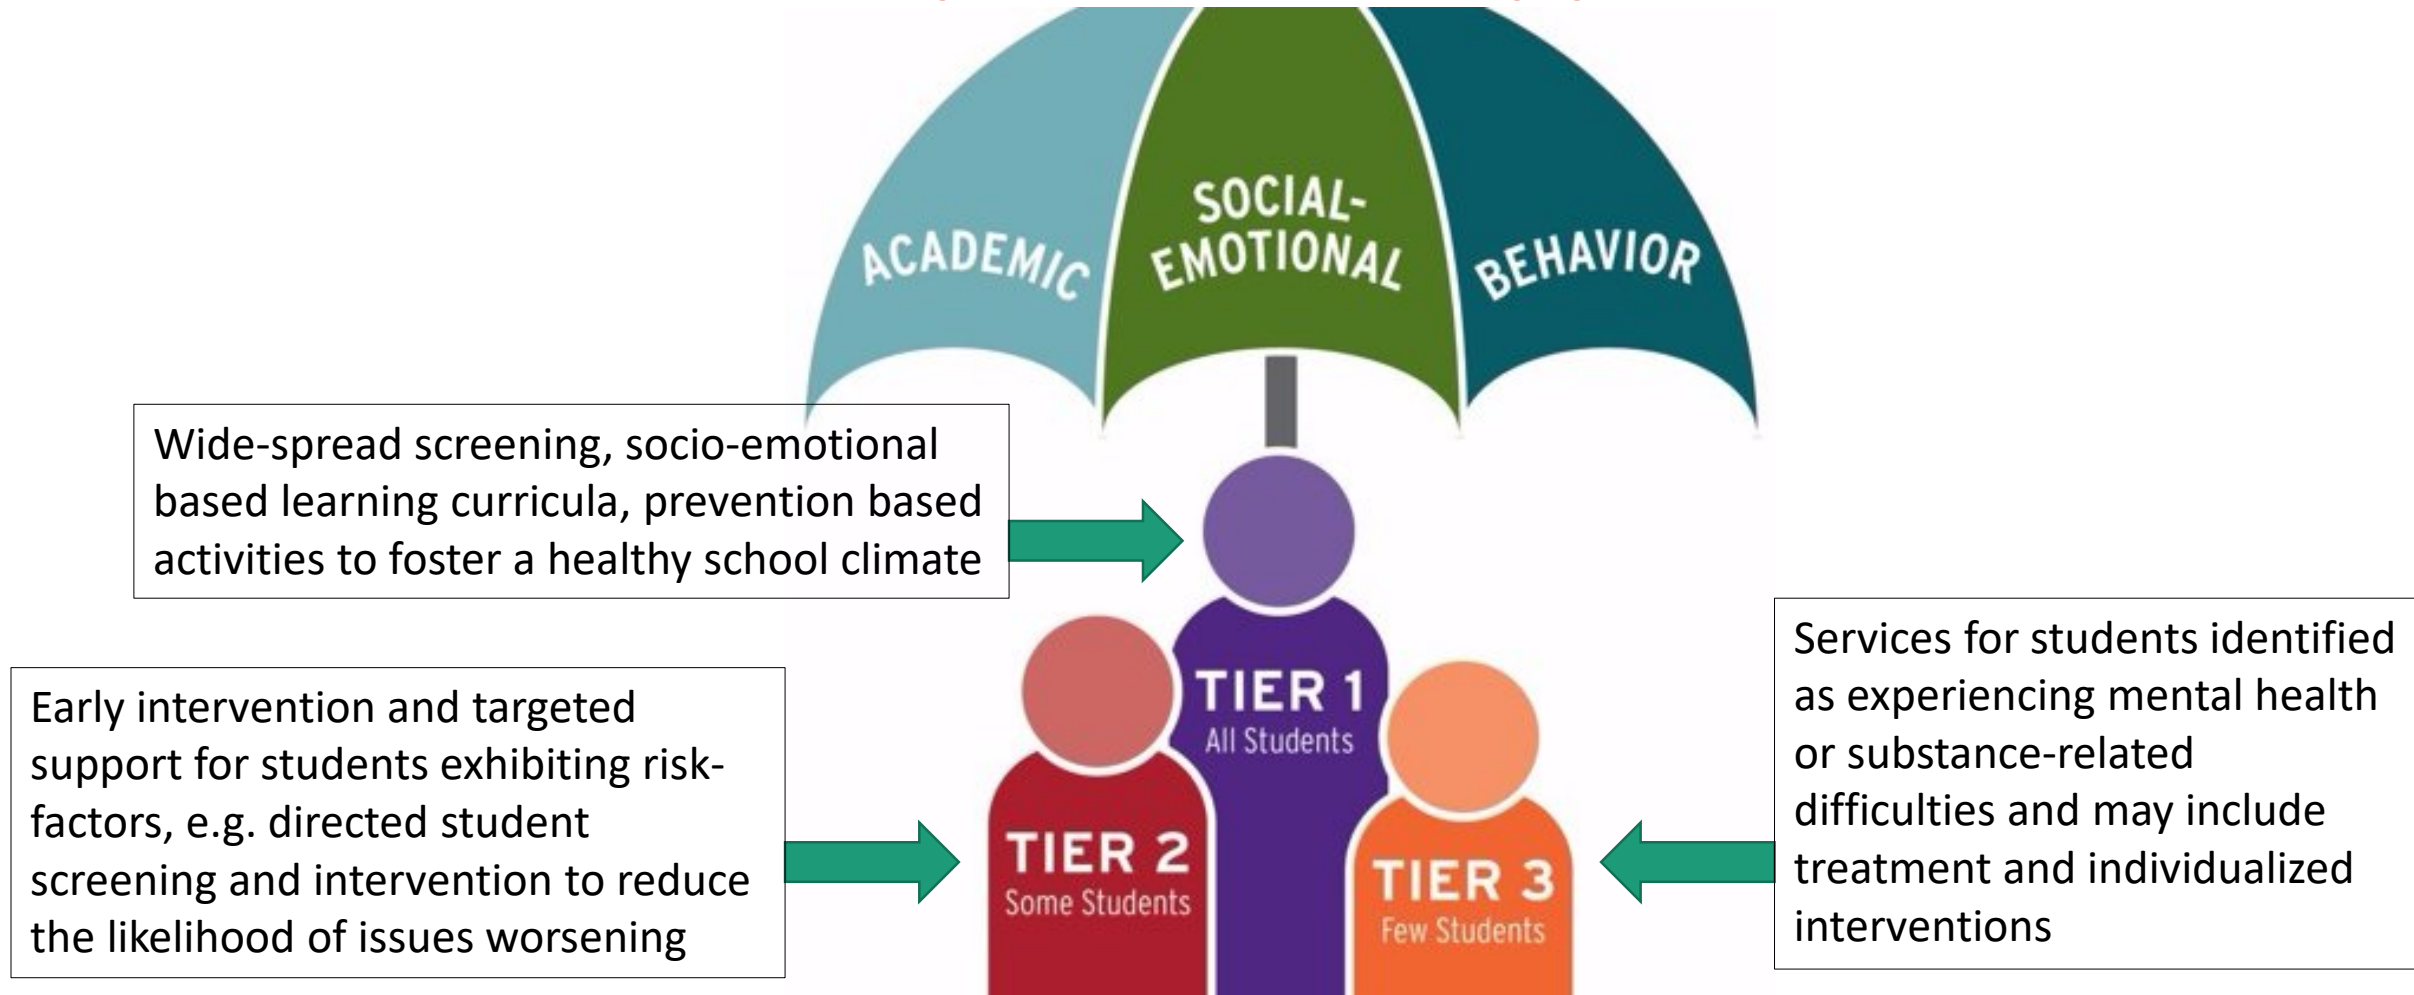 ACADEMIC
SOCIAL-
EMOTIONAL
BEHAVIOR
Wide-spread screening, socio-emotional
based learning curricula, prevention based
activities to foster a healthy school climate
Early intervention and targeted
support for students exhibiting risk-
factors, e.g. directed student
screening and intervention to reduce
the likelihood of issues worsening
TIER 1
All Students
TIER 2
Some Students
TIER 3
Few Students
Services for students identified
as experiencing mental health
or substance-related
difficulties and may include
treatment and individualized
interventions